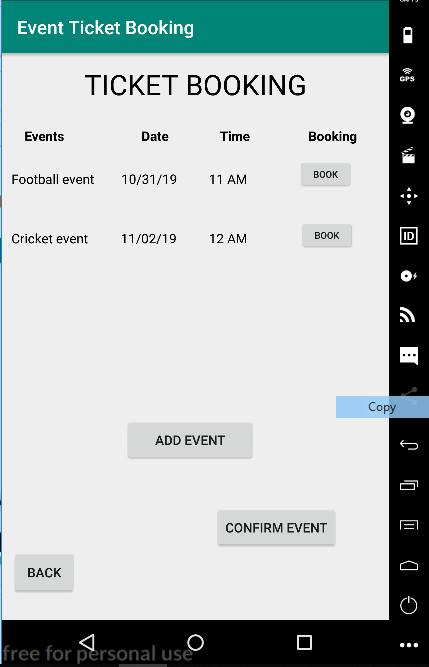 Event Ticket Booking
TICKET BOOKING
Events Date Time Booking
Football event 10/31/19 11 AM BOOK
Cricket event 11/02/19 12 AM BOOK
ADD EVENT
CONFIRM EVENT
BACK
free for personal use
GPS
ID
Copy